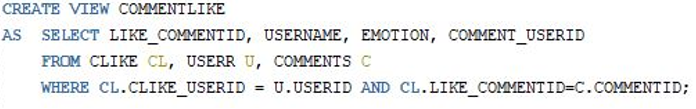 CREATE VIEW COMMENTLIKE
AS SELECT LIKE_COMMENTID, USERNAME, EMOTION, COMMENT_USERID
FROM CLIKE CL, USERR U, COMMENTS C
WHERE CL.CLIKE_USERID = U.USERID AND CL.LIKE_COMMENTID=C.COMMENTID;